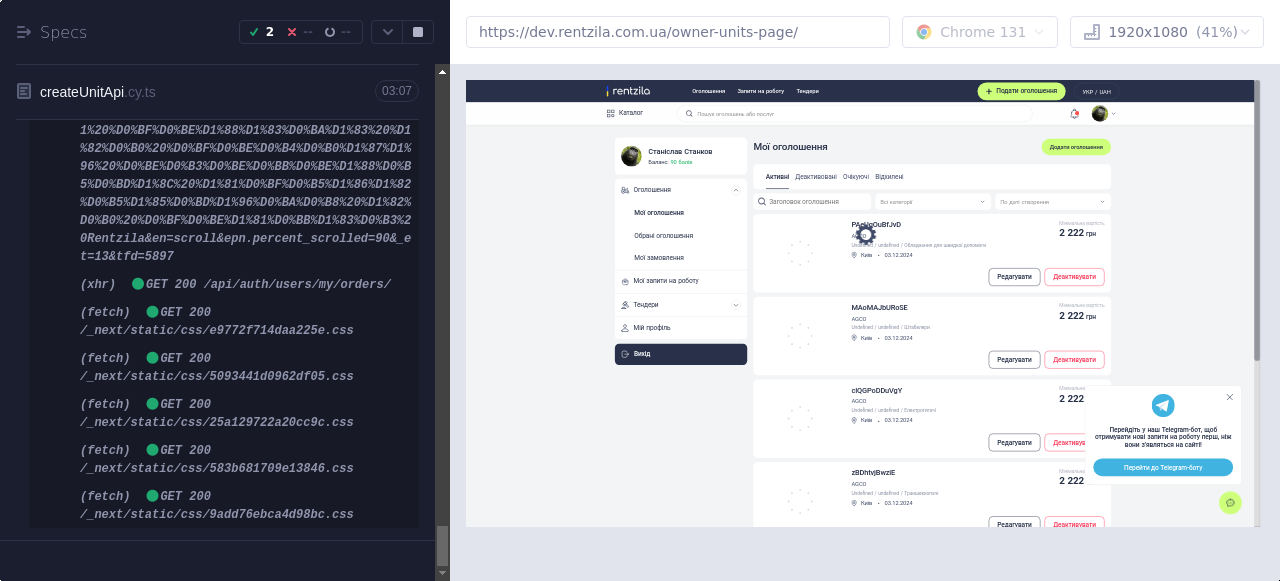 Specs
2
--
--
createUnitApi.cy.ts
03:07
1%20%D0%BF%D0%BE%D1%88%D1%83%D0%BA%D1%83%20%D1
%82%D0%B0%20%D0%BF%D0%BE%D0%B4%D0%B0%D1%87%D1%
96%20%D0%BE%D0%B3%D0%BE%D0%BB%D0%BE%D1%88%D0%B
5%D0%BD%D1%8C%20%D1%81%D0%BF%D0%B5%D1%86%D1%82
%D0%B5%D1%85%D0%BD%D1%96%D0%BA%D0%B8%20%D1%82%
D0%B0%20%D0%BF%D0%BE%D1%81%D0%BB%D1%83%D0%B3%2
0Rentzila&en=scroll&epn.percent_scrolled=90&_e
t=13&tfd=5897
(xhr) GET 200 /api/auth/users/my/orders/
(fetch) GET 200
/_next/static/css/e9772f714daa225e.css
(fetch) GET 200
/_next/static/css/5093441d0962df05.css
(fetch) GET 200
/_next/static/css/25a129722a20cc9c.css
(fetch) GET 200
/_next/static/css/583b681709e13846.css
(fetch) GET 200
/_next/static/css/9add76ebca4d98bc.css
https://dev.rentzila.com.ua/owner-units-page/
Chrome 131
1920x1080 (41%)
rentzila
Оголошення
Запити на роботу
Тендери
Подати оголошення
УКР / UAH
Каталог
Пошук оголошень або послуг
Станіслав Станков
Баланс: 90 балів
Оголошення
Мої оголошення
Обрані оголошення
Мої замовлення
Мої запити на роботу
Тендери
Мій профіль
Вихід
Мої оголошення
Додати оголошення
Активні
Деактивовані
Очікуючі
Відхилені
Заголовок оголошення
Всі категорії
По даті створення
Мінімальна вартість
2 222 грн
Undefined / undefined / Обладнання для швидкої допомоги
Київ • 03.12.2024
Редагувати
Деактивувати
MAoMAJbURoSE
Мінімальна вартість
AGCO
2 222 грн
Undefined / undefined / Штабелери
Київ • 03.12.2024
Редагувати
Деактивувати
cIQGPoDDuVgY
AGCO
2 222
Undefined / undefined / Електротехнічні
Київ • 03.12.2024
Редагувати
zBDhtvjBwzIE
AGCO
2 222
Київ • 03.12.2024
Редагувати
Деактивувати
Перейдіть у наш Telegram-бот, щоб
отримувати нові запити на роботу перш, ніж
вони з'являться на сайті!
Перейти до Telegram-боту